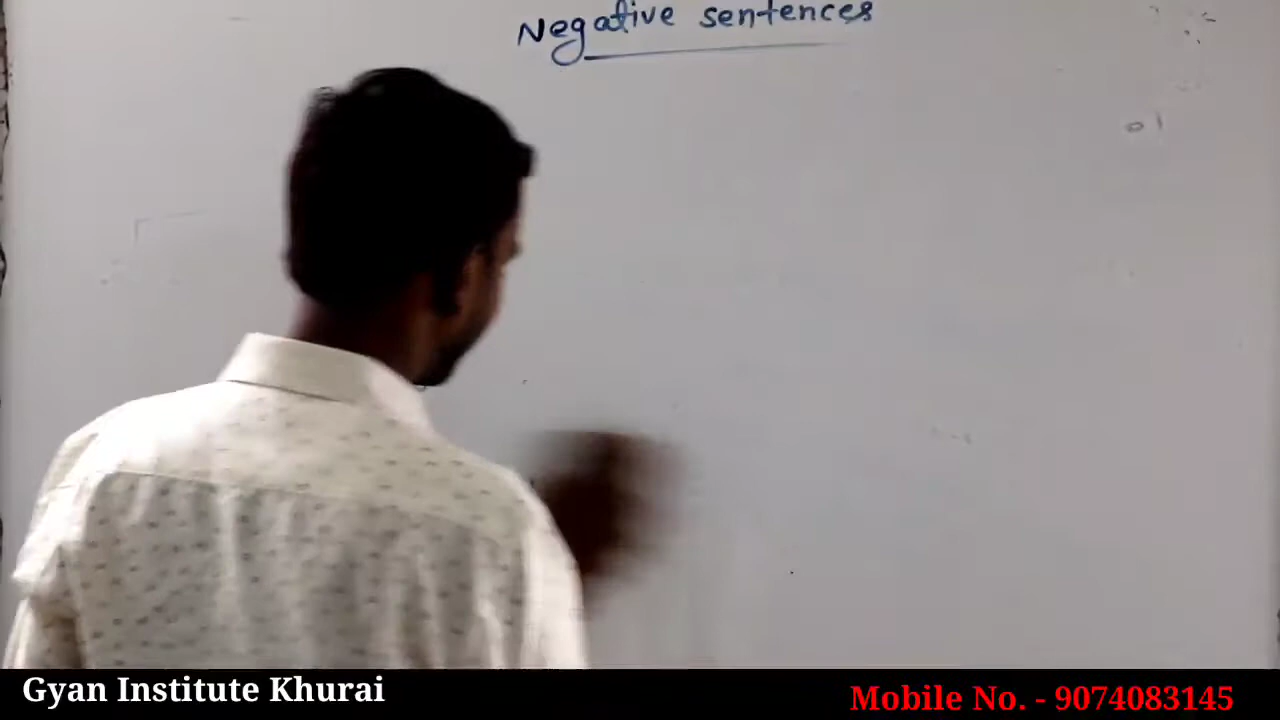 Negative sentences
Gyan Institute Khurai
Mobile No. - 9074083145